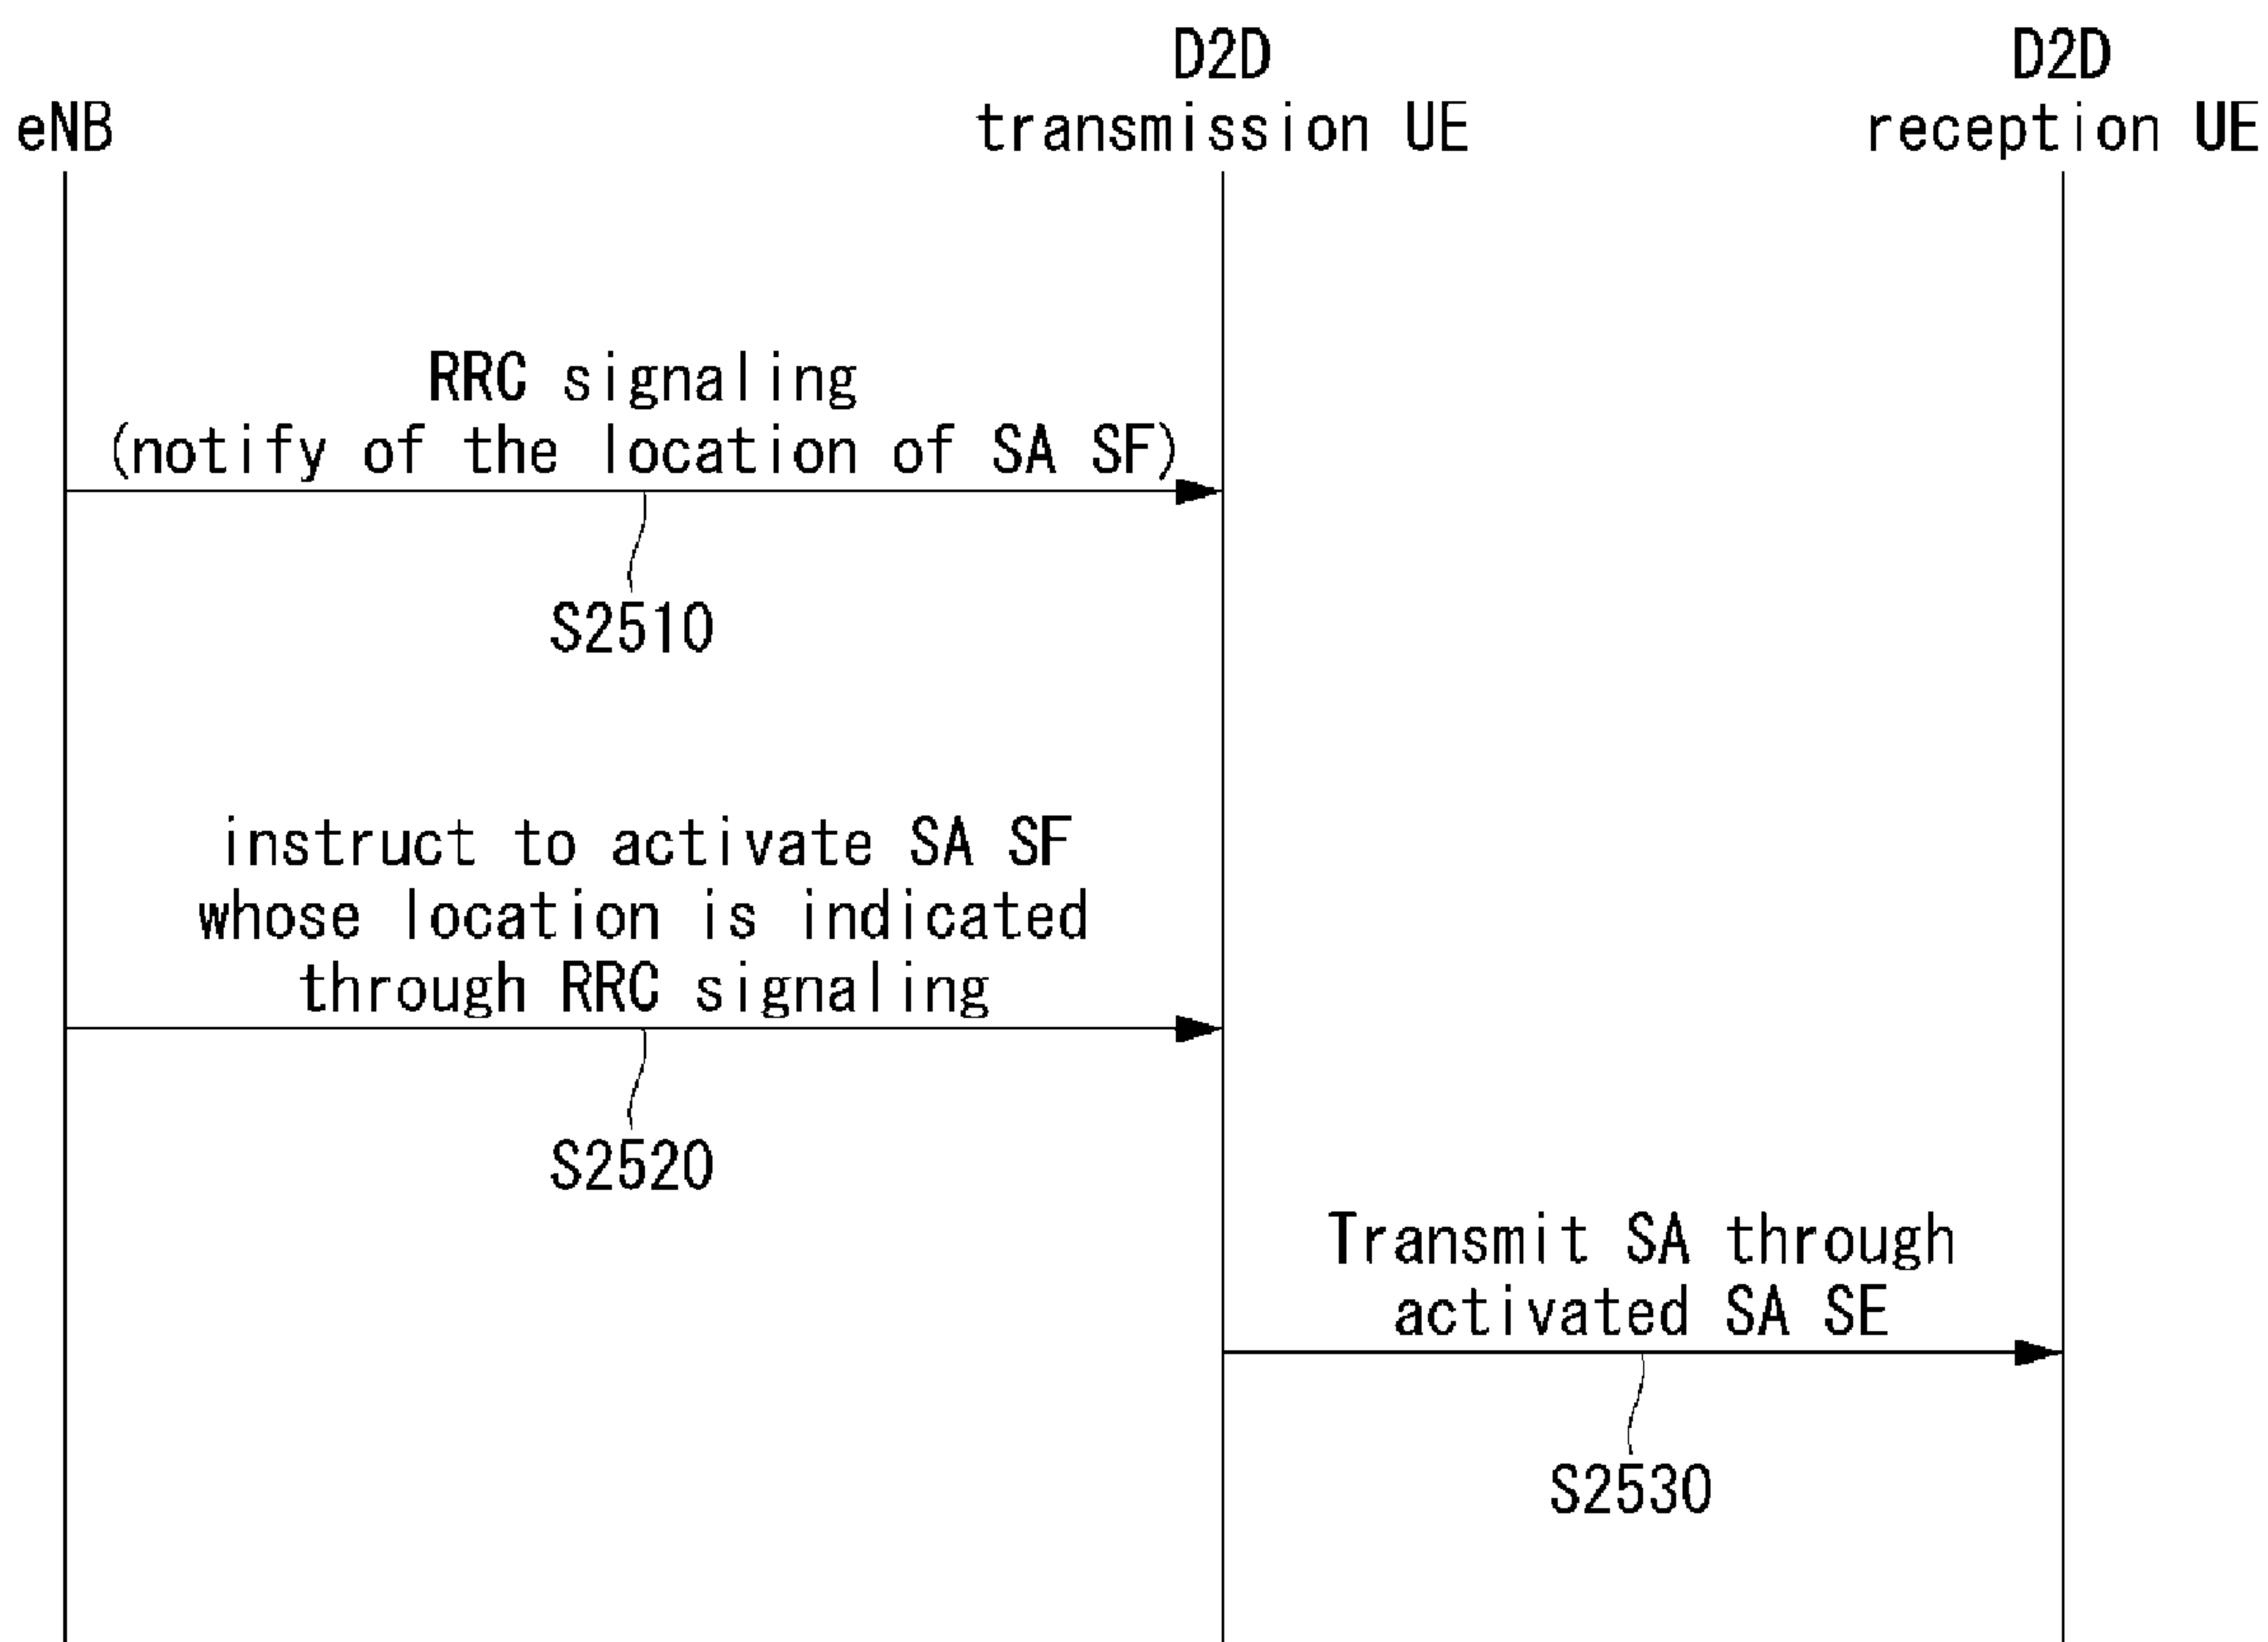 eNB
D2D
transmission UE
D2D
reception UE
RRC signaling
(notify of the location of SA SF)
S2510
instruct to activate SA SF
whose location is indicated
through RRC signaling
S2520
Transmit SA through
activated SA SE
S2530